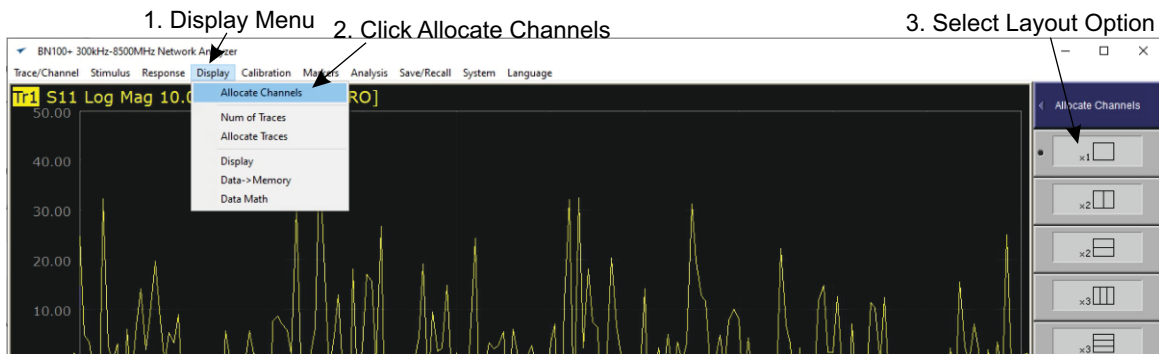 1. Display Menu
2. Click Allocate Channels
3. Select Layout Option
BN100+ 300kHz-8500MHz Network Analyzer
Trace/Channel Stimulus Response Display Calibration Markers Analysis Save/Recall System Language
Tr1 S11 Log Mag 10.0
RO]
Allocate Channels
Num of Traces
Allocate Traces
Display
Data->Memory
Data Math
50.00
40.00
30.00
20.00
10.00
Allocate Channels
×1
×2
×2
×3
×3